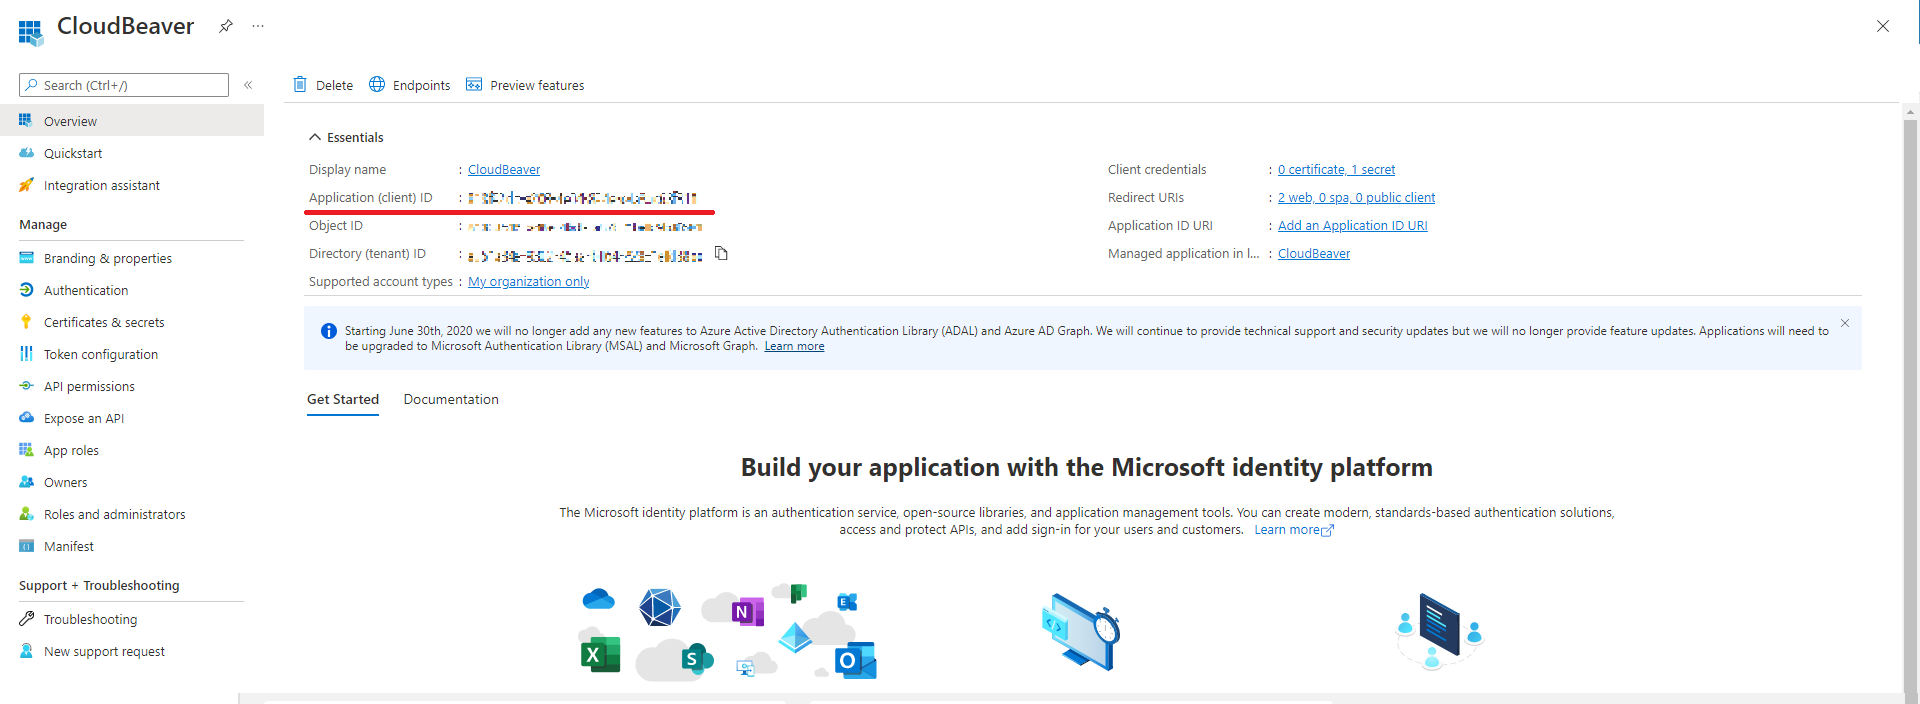 CloudBeaver
Search (Ctrl+/)
Overview
Quickstart
Integration assistant
Manage
Branding & properties
Authentication
Certificates & secrets
Token configuration
API permissions
Expose an API
App roles
Owners
Roles and administrators
Manifest
Support + Troubleshooting
Troubleshooting
New support request
Delete Endpoints Preview features
Essentials
Display name : CloudBeaver
Application (client) ID :
Object ID :
Directory (tenant) ID :
Supported account types : My organization only
Client credentials : 0 certificate, 1 secret
Redirect URIs : 2 web, 0 spa, 0 public client
Application ID URI : Add an Application ID URI
Managed application in l... : CloudBeaver
Starting June 30th, 2020 we will no longer add any new features to Azure Active Directory Authentication Library (ADAL) and Azure AD Graph. We will continue to provide technical support and security updates but we will no longer provide feature updates. Applications will need to
be upgraded to Microsoft Authentication Library (MSAL) and Microsoft Graph. Learn more
Get Started Documentation
Build your application with the Microsoft identity platform
The Microsoft identity platform is an authentication service, open-source libraries, and application management tools. You can create modern, standards-based authentication solutions,
access and protect APIs, and add sign-in for your users and customers. Learn more
N
E
X
S
O